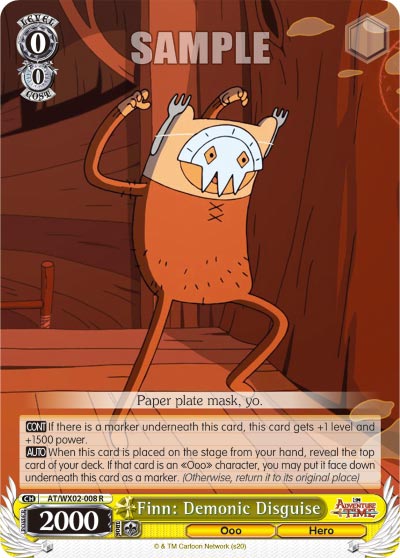 LEVEL
0
SAMPLE
0
COST
Paper plate mask, yo.
CONT If there is a marker underneath this card, this card gets +1 level and
+1500 power.
AUTO When this card is placed on the stage from your hand, reveal the top
card of your deck. If that card is an «Ooo» character, you may put it face down
underneath this card as a marker. (Otherwise, return it to its original place)
CH AT/WX02-008 R
POWER 2000 SOUL Finn: Demonic Disguise
ADVENTURE TIME
Ooo Hero
© & TM Cartoon Network (s20)